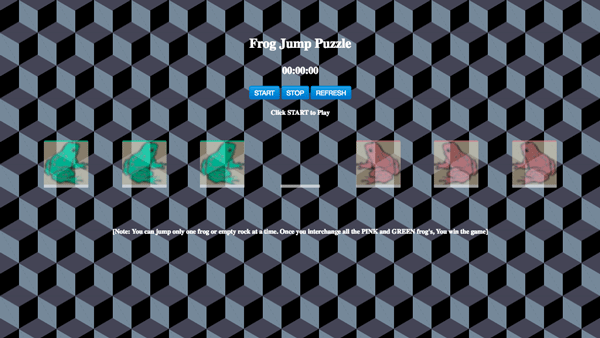 Frog Jump Puzzle
00:00:00
START STOP REFRESH
Click START to Play
[Note: You can jump only one frog or empty rock at a time. Once you interchange all the PINK and GREEN frog's, You win the game]